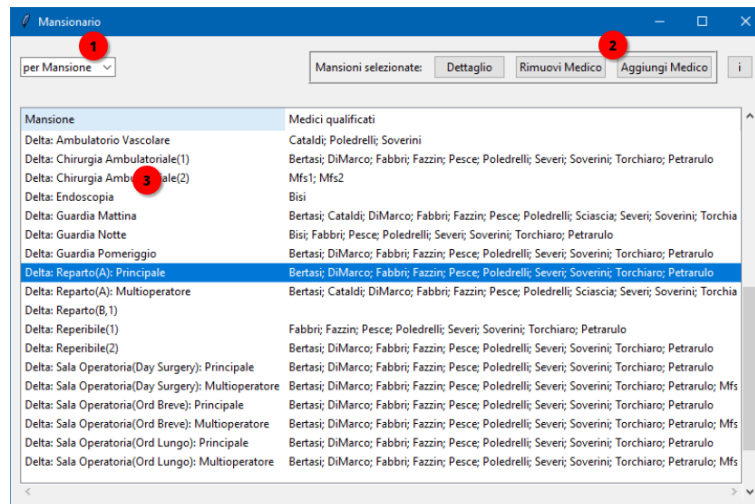 Mansionario
1
2
per Mansione
Mansioni selezionate: Dettaglio Rimuovi Medico Aggiungi Medico i
Mansione Medici qualificati
Delta: Ambulatorio Vascolare Cataldi; Poledrelli; Soverini
Delta: Chirurgia Ambulatoriale(1) Bertasi; DiMarco; Fabbri; Fazzin; Pesce; Poledrelli; Severi; Soverini; Torchiaro; Petrarulo
Delta: Chirurgia Ambu 3 ale(2) Mfs1; Mfs2
Delta: Endoscopia Bisi
Delta: Guardia Mattina Bertasi; Cataldi; DiMarco; Fabbri; Fazzin; Pesce; Poledrelli; Sciascia; Severi; Soverini; Torchia
Delta: Guardia Notte Bisi; Fabbri; Pesce; Poledrelli; Severi; Soverini; Torchiaro; Petrarulo
Delta: Guardia Pomeriggio Bertasi; DiMarco; Fabbri; Fazzin; Pesce; Poledrelli; Severi; Soverini; Torchiaro; Petrarulo
Delta: Reparto(A): Principale Bertasi; DiMarco; Fabbri; Fazzin; Pesce; Poledrelli; Severi; Soverini; Torchiaro; Petrarulo
Delta: Reparto(A): Multioperatore Bertasi; Cataldi; DiMarco; Fabbri; Fazzin; Pesce; Poledrelli; Sciascia; Severi; Soverini; Torchia
Delta: Reparto(B,1)
Delta: Reperibile(1) Fabbri; Fazzin; Pesce; Poledrelli; Severi; Soverini; Torchiaro; Petrarulo
Delta: Reperibile(2) Bertasi; DiMarco; Fabbri; Fazzin; Pesce; Poledrelli; Severi; Soverini; Torchiaro; Petrarulo
Delta: Sala Operatoria(Day Surgery): Principale Bertasi; DiMarco; Fabbri; Fazzin; Pesce; Poledrelli; Severi; Soverini; Torchiaro; Petrarulo
Delta: Sala Operatoria(Day Surgery): Multioperatore Bertasi; DiMarco; Fabbri; Fazzin; Pesce; Poledrelli; Severi; Soverini; Torchiaro; Petrarulo; Mfs
Delta: Sala Operatoria(Ord Breve): Principale Bertasi; DiMarco; Fabbri; Fazzin; Pesce; Poledrelli; Severi; Soverini; Torchiaro; Petrarulo
Delta: Sala Operatoria(Ord Breve): Multioperatore Bertasi; DiMarco; Fabbri; Fazzin; Pesce; Poledrelli; Severi; Soverini; Torchiaro; Petrarulo; Mfs
Delta: Sala Operatoria(Ord Lungo): Principale Bertasi; DiMarco; Fabbri; Fazzin; Pesce; Poledrelli; Severi; Soverini; Torchiaro; Petrarulo
Delta: Sala Operatoria(Ord Lungo): Multioperatore Bertasi; DiMarco; Fabbri; Fazzin; Pesce; Poledrelli; Severi; Soverini; Torchiaro; Petrarulo; Mfs